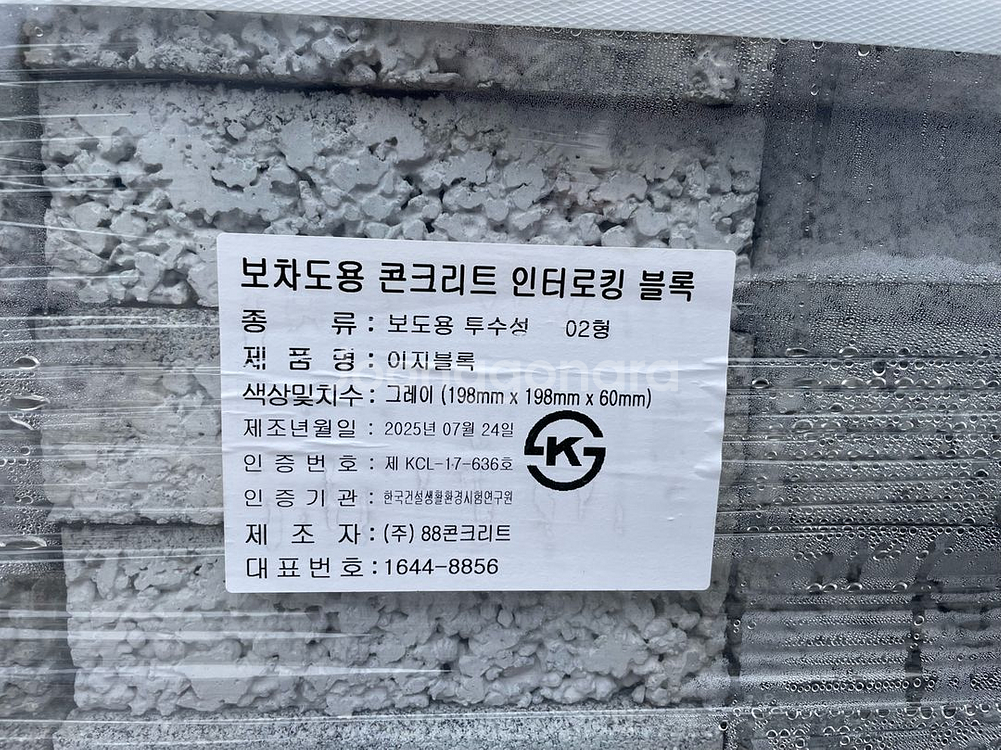 보차도용 콘크리트 인터로킹 블록
종 류 : 보도용 투수성 02형
제 품 명 : 이지블록
색상및치수 : 그레이 (198mm x 198mm x 60mm)
제조년월일 : 2025년 07월 24일
인 증 번 호 : 제 KCL-17-636호
인 증 기 관 : 한국건설생활환경시험연구원
제 조 자 : (주) 88콘크리트
대 표 번 호 : 1644-8856
K